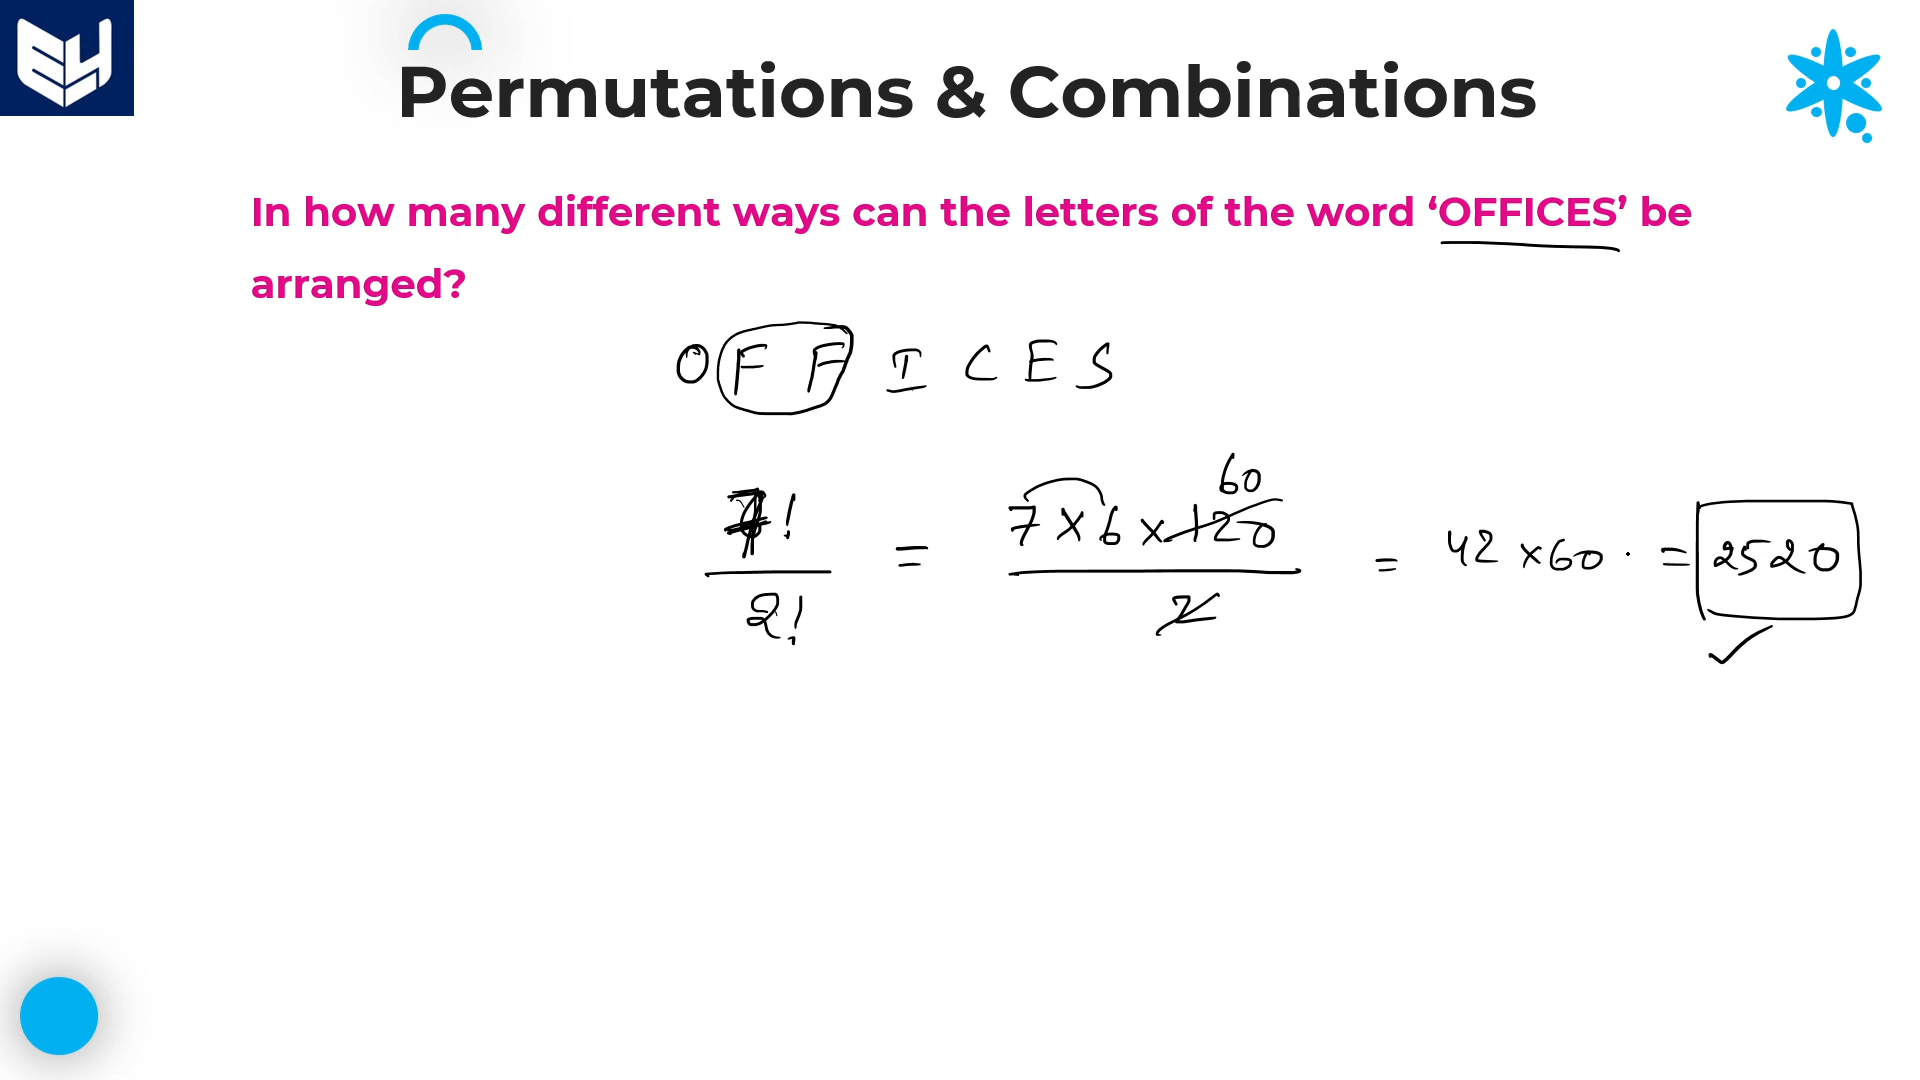 EY
Permutations & Combinations
In how many different ways can the letters of the word ‘OFFICES’ be
arranged?
O F F I C E S
7! / 2! = 7 × 6 × 120 / 2 = 42 × 60 . = 2520
60